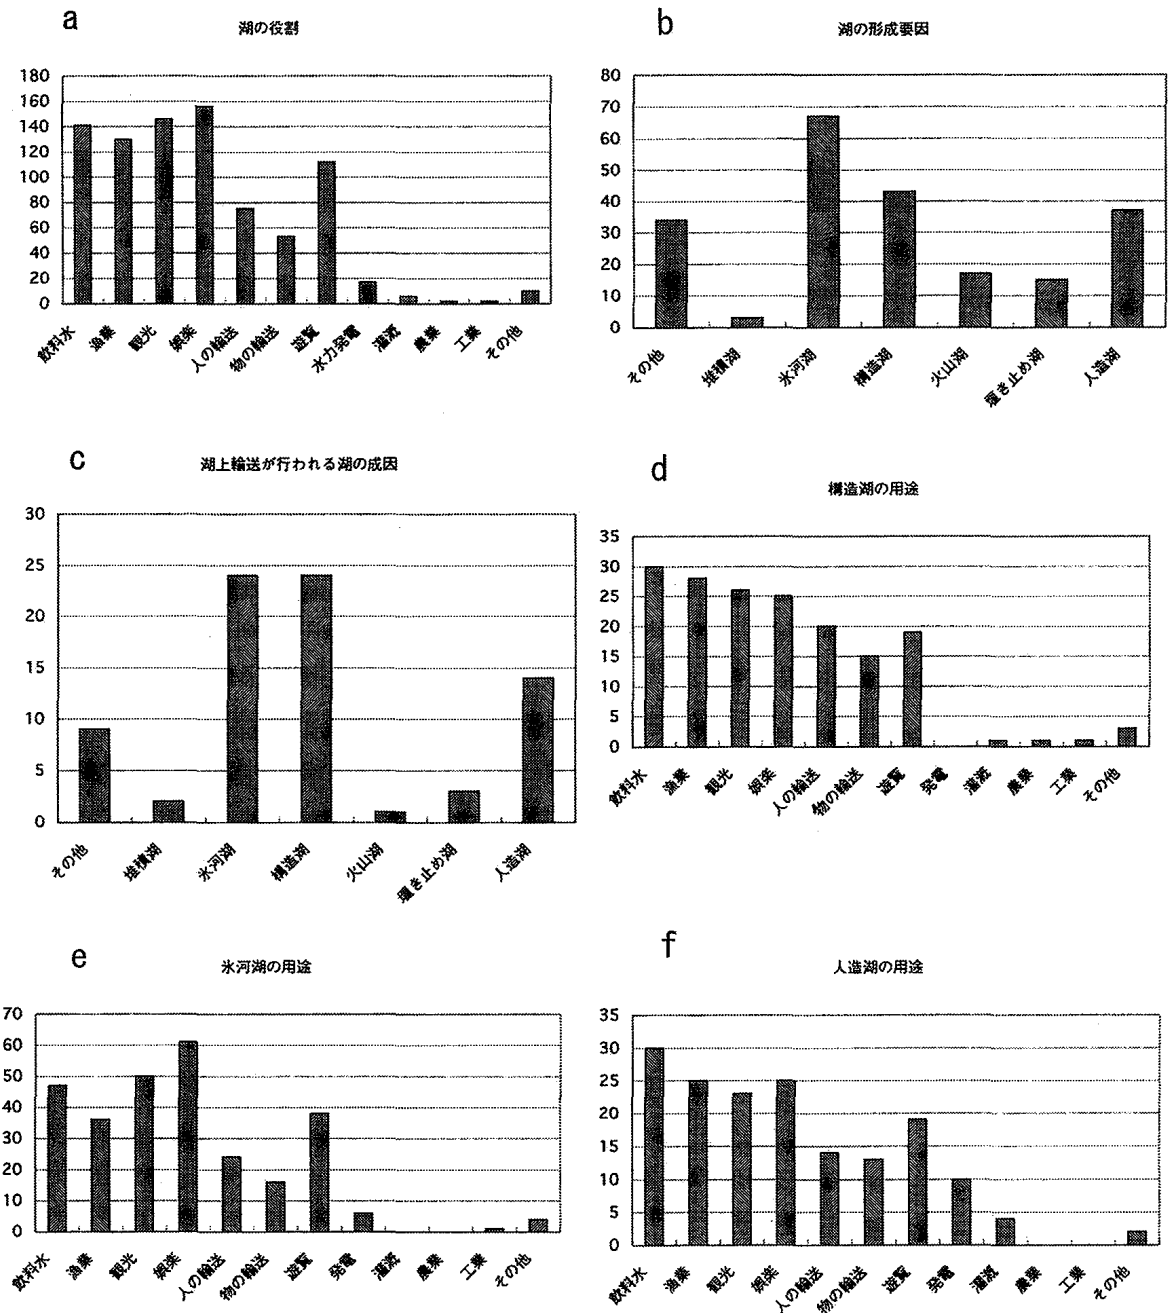 a
湖の役割
180
160
140
120
100
80
60
40
20
0
飲料水
漁業
観光
娯楽
人の輸送
物の輸送
遊覧
水力発電
灌漑
農業
工業
その他
b
湖の形成要因
80
70
60
50
40
30
20
10
0
その他
堆積湖
氷河湖
構造湖
火山湖
堰き止め湖
人造湖
c
湖上輸送が行われる湖の成因
30
25
20
15
10
5
0
その他
堆積湖
氷河湖
構造湖
火山湖
堰き止め湖
人造湖
d
構造湖の用途
35
30
25
20
15
10
5
0
飲料水
漁業
観光
娯楽
人の輸送
物の輸送
遊覧
発電
灌漑
農業
工業
その他
e
氷河湖の用途
70
60
50
40
30
20
10
0
飲料水
漁業
観光
娯楽
人の輸送
物の輸送
遊覧
発電
灌漑
農業
工業
その他
f
人造湖の用途
35
30
25
20
15
10
5
0
飲料水
漁業
観光
娯楽
人の輸送
物の輸送
遊覧
発電
灌漑
農業
工業
その他